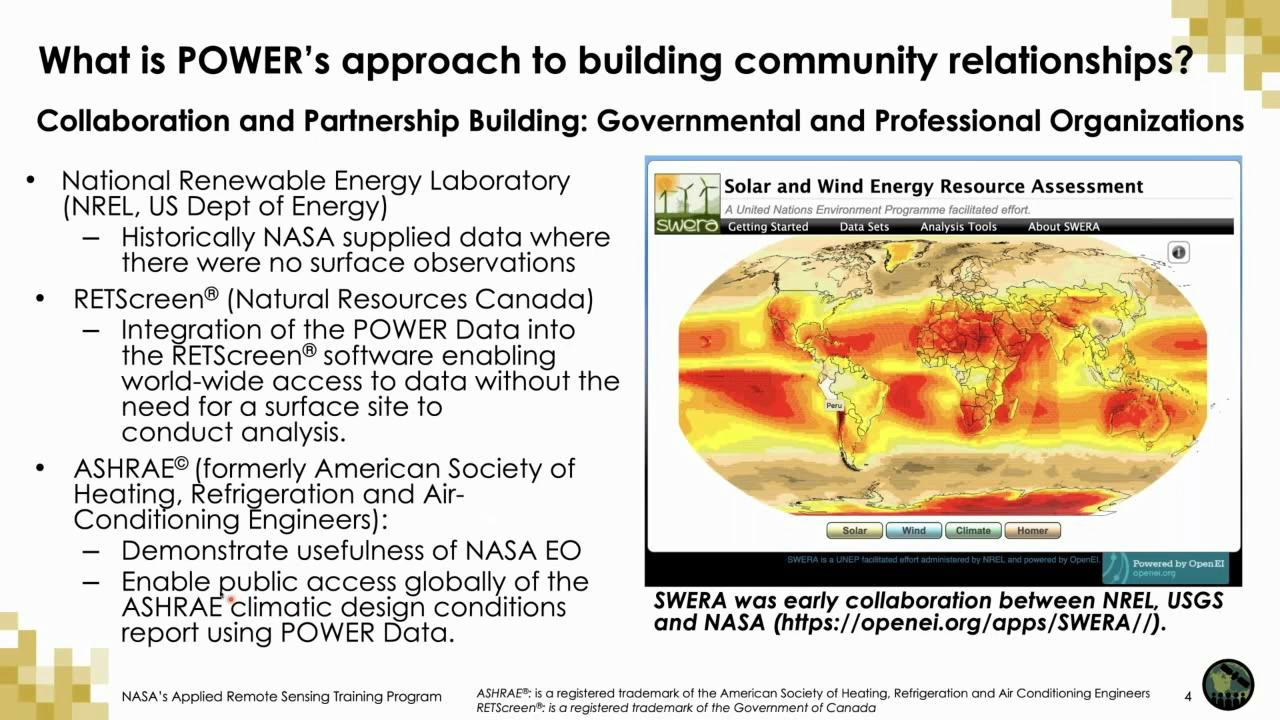 What is POWER's approach to building community relationships?
Collaboration and Partnership Building: Governmental and Professional Organizations
• National Renewable Energy Laboratory
(NREL, US Dept of Energy)
– Historically NASA supplied data where
there were no surface observations
• RETScreen® (Natural Resources Canada)
– Integration of the POWER Data into
the RETScreen® software enabling
world-wide access to data without the
need for a surface site to
conduct analysis.
• ASHRAE© (formerly American Society of
Heating, Refrigeration and Air-
Conditioning Engineers):
– Demonstrate usefulness of NASA EO
– Enable public access globally of the
ASHRAE climatic design conditions
report using POWER Data.
swera
Solar and Wind Energy Resource Assessment
A United Nations Environment Programme facilitated effort.
Getting Started Data Sets Analysis Tools About SWERA
i
Peru
Solar Wind Climate Homer
SWERA is a UNEP facilitated effort administered by NREL and powered by OpenEI.
Powered by OpenEI
openei.org
SWERA was early collaboration between NREL, USGS
and NASA (https://openei.org/apps/SWERA//).
NASA's Applied Remote Sensing Training Program
ASHRAE®: is a registered trademark of the American Society of Heating, Refrigeration and Air Conditioning Engineers
RETScreen®: is a registered trademark of the Government of Canada
4